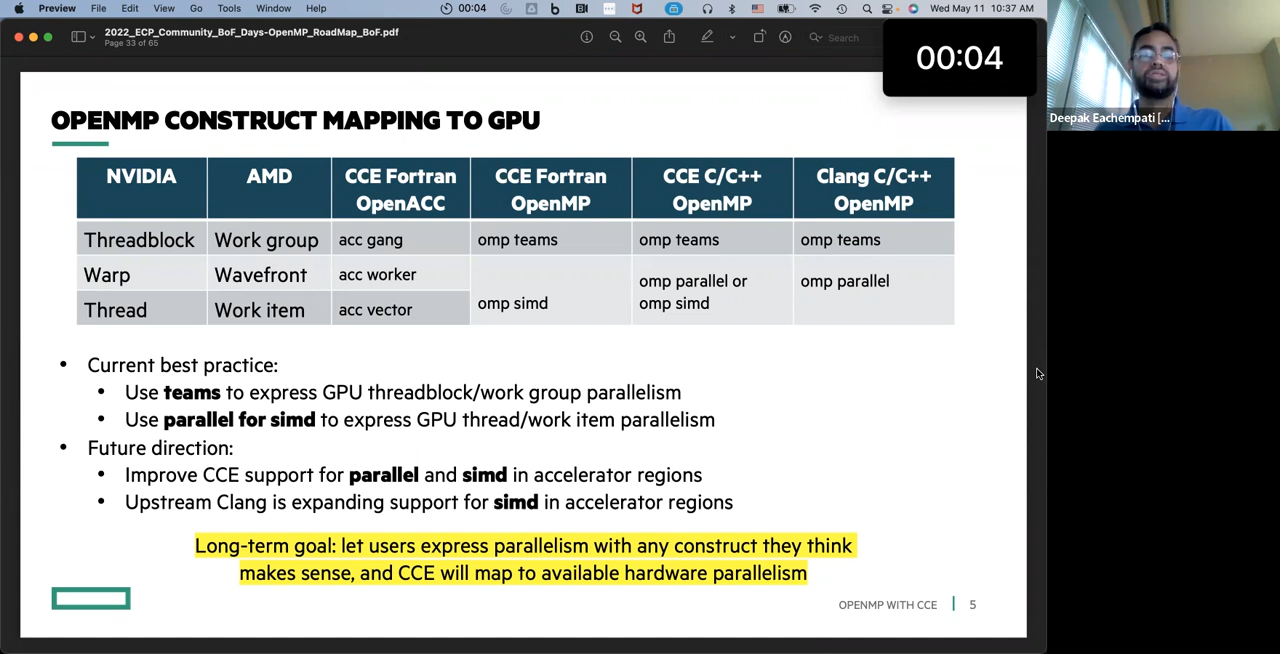 Preview File Edit View Go Tools Window Help 00:04 Wed May 11 10:37 AM
2022_ECP_Community_BoF_Days-OpenMP_RoadMap_BoF.pdf
Page 33 of 65
Search
00:04
Deepak Eachempati [...
OPENMP CONSTRUCT MAPPING TO GPU
NVIDIA AMD CCE Fortran OpenACC CCE Fortran OpenMP CCE C/C++ OpenMP Clang C/C++ OpenMP
Threadblock Work group acc gang omp teams omp teams omp teams
Warp Wavefront acc worker omp simd omp parallel or omp simd omp parallel
Thread Work item acc vector
• Current best practice:
• Use teams to express GPU threadblock/work group parallelism
• Use parallel for simd to express GPU thread/work item parallelism
• Future direction:
• Improve CCE support for parallel and simd in accelerator regions
• Upstream Clang is expanding support for simd in accelerator regions
Long-term goal: let users express parallelism with any construct they think
makes sense, and CCE will map to available hardware parallelism
OPENMP WITH CCE 5